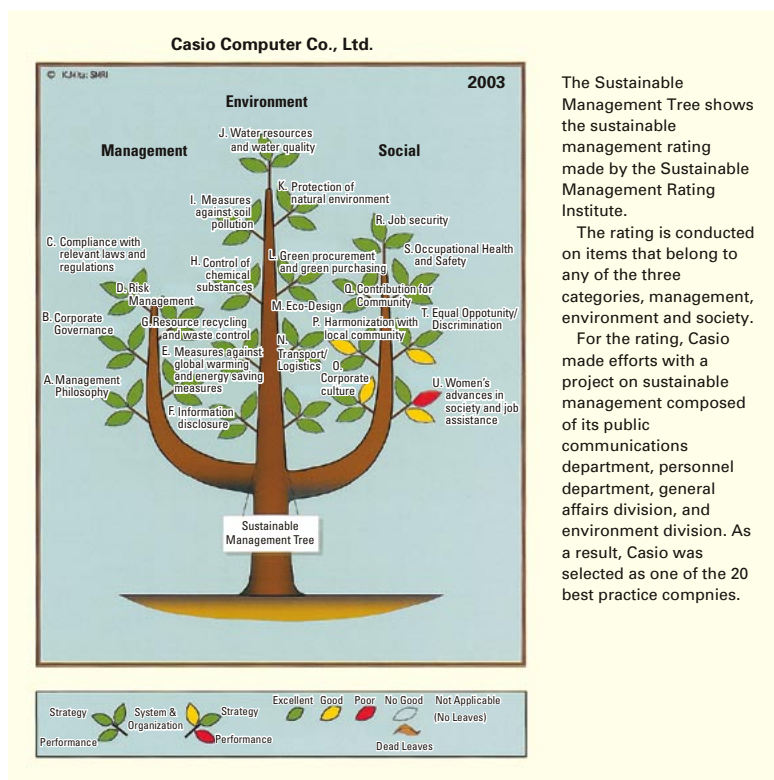 Casio Computer Co., Ltd.
© K.Kita: SMRI
2003
Environment
Management
Social
J. Water resources
and water quality
K. Protection of
natural environment
I. Measures
against soil
pollution
R. Job security
C. Compliance with
relevant laws and
regulations
S. Occupational Health
and Safety
H. Control of
chemical
substances
L. Green procurement
and green purchasing
D. Risk
Management
Q. Contribution for
Community
M. Eco-Design
B. Corporate
Governance
G. Resource recycling
and waste control
P. Harmonization with
local community
T. Equal Oppotunity/
Discrimination
E. Measures against
global warming
and energy saving
measures
N.
Transport/
Logistics
O.
Corporate
culture
A. Management
Philosophy
U. Women's
advances in
society and job
assistance
F. Information
disclosure
Sustainable
Management Tree
Strategy
System &
Organization
Performance
Strategy
Performance
Excellent
Good
Poor
No Good
Not Applicable
(No Leaves)
Dead Leaves
The Sustainable
Management Tree shows
the sustainable
management rating
made by the Sustainable
Management Rating
Institute.
The rating is conducted
on items that belong to
any of the three
categories, management,
environment and society.
For the rating, Casio
made efforts with a
project on sustainable
management composed
of its public
communications
department, personnel
department, general
affairs division, and
environment division. As
a result, Casio was
selected as one of the 20
best practice compnies.